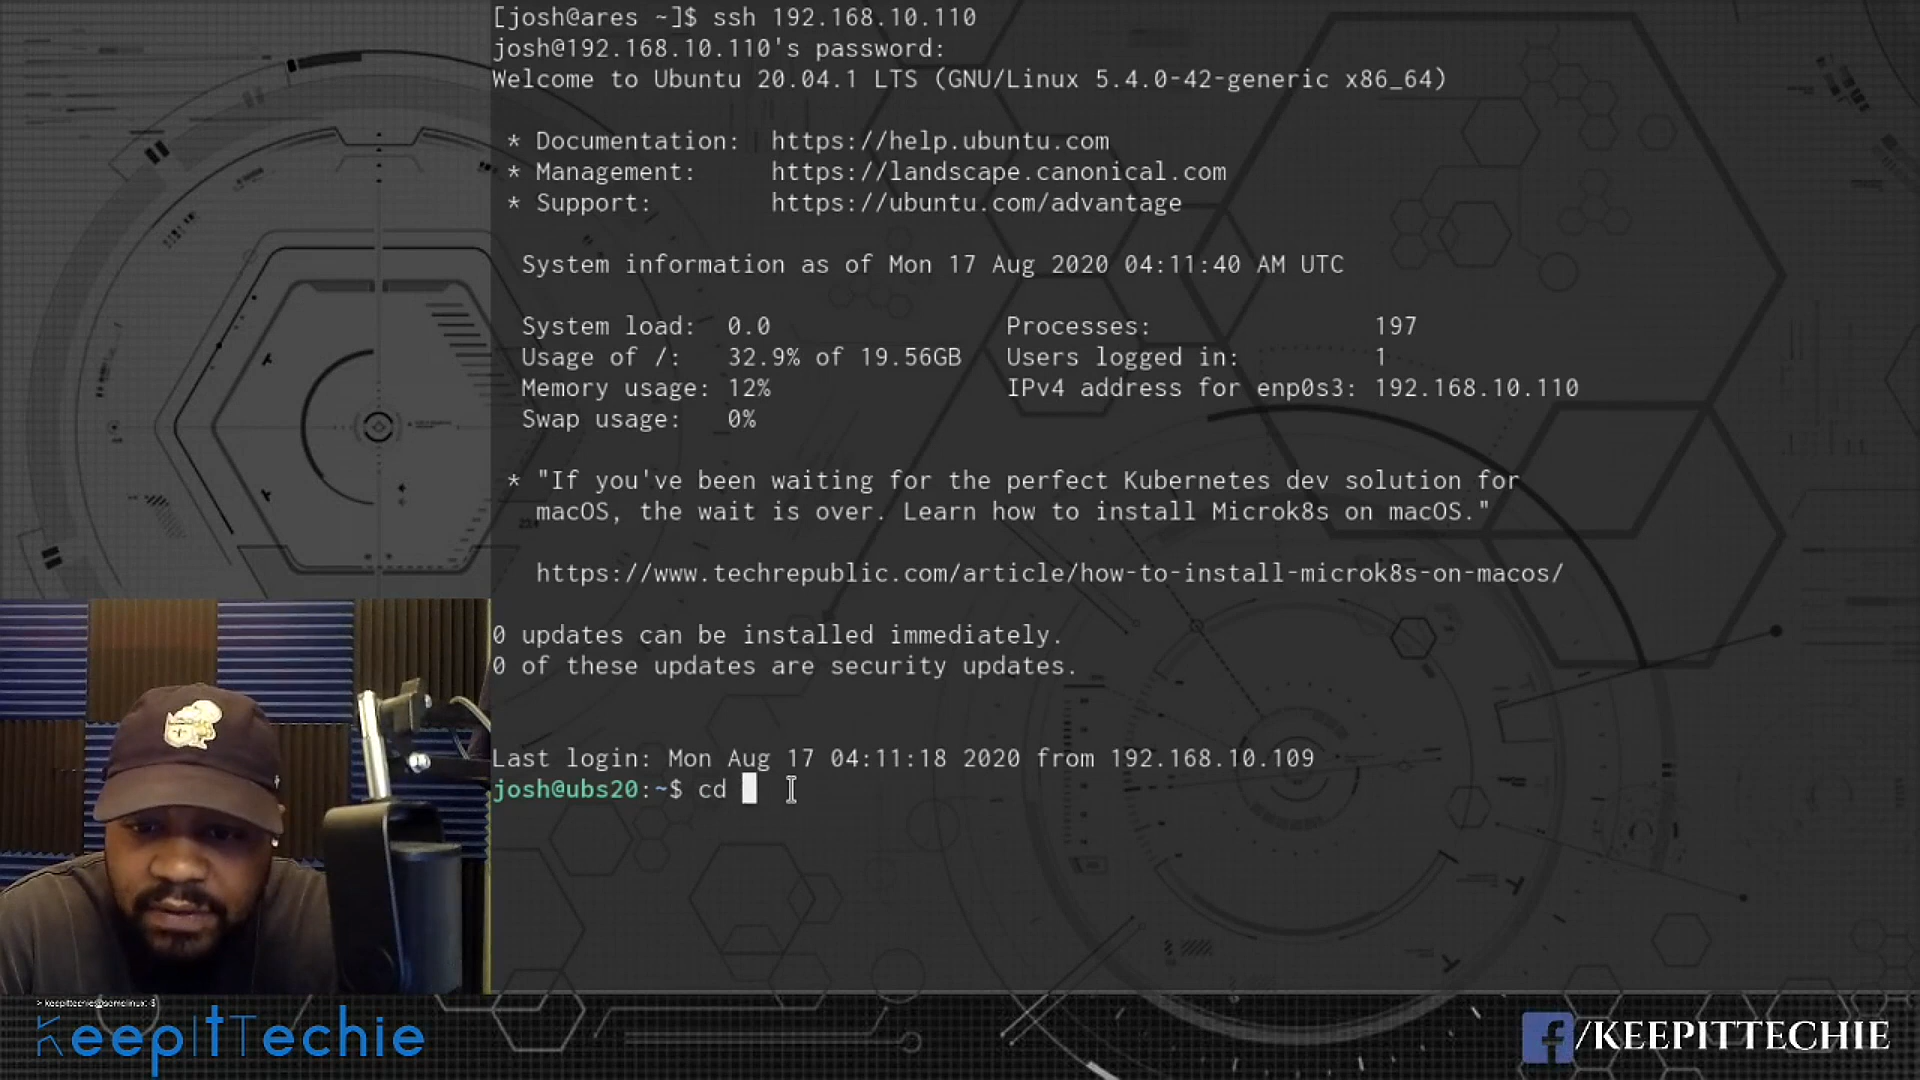 [josh@ares ~]$ ssh 192.168.10.110
josh@192.168.10.110's password:
Welcome to Ubuntu 20.04.1 LTS (GNU/Linux 5.4.0-42-generic x86_64)
* Documentation: https://help.ubuntu.com
* Management: https://landscape.canonical.com
* Support: https://ubuntu.com/advantage
System information as of Mon 17 Aug 2020 04:11:40 AM UTC
System load: 0.0 Processes: 197
Usage of /: 32.9% of 19.56GB Users logged in: 1
Memory usage: 12% IPv4 address for enp0s3: 192.168.10.110
Swap usage: 0%
* "If you've been waiting for the perfect Kubernetes dev solution for
macOS, the wait is over. Learn how to install Microk8s on macOS."
https://www.techrepublic.com/article/how-to-install-microk8s-on-macos/
0 updates can be installed immediately.
0 of these updates are security updates.
Last login: Mon Aug 17 04:11:18 2020 from 192.168.10.109
josh@ubs20:~$ cd
> keepittechie@somelinux:~$
KeepItTechie
/KEEPITTECHIE